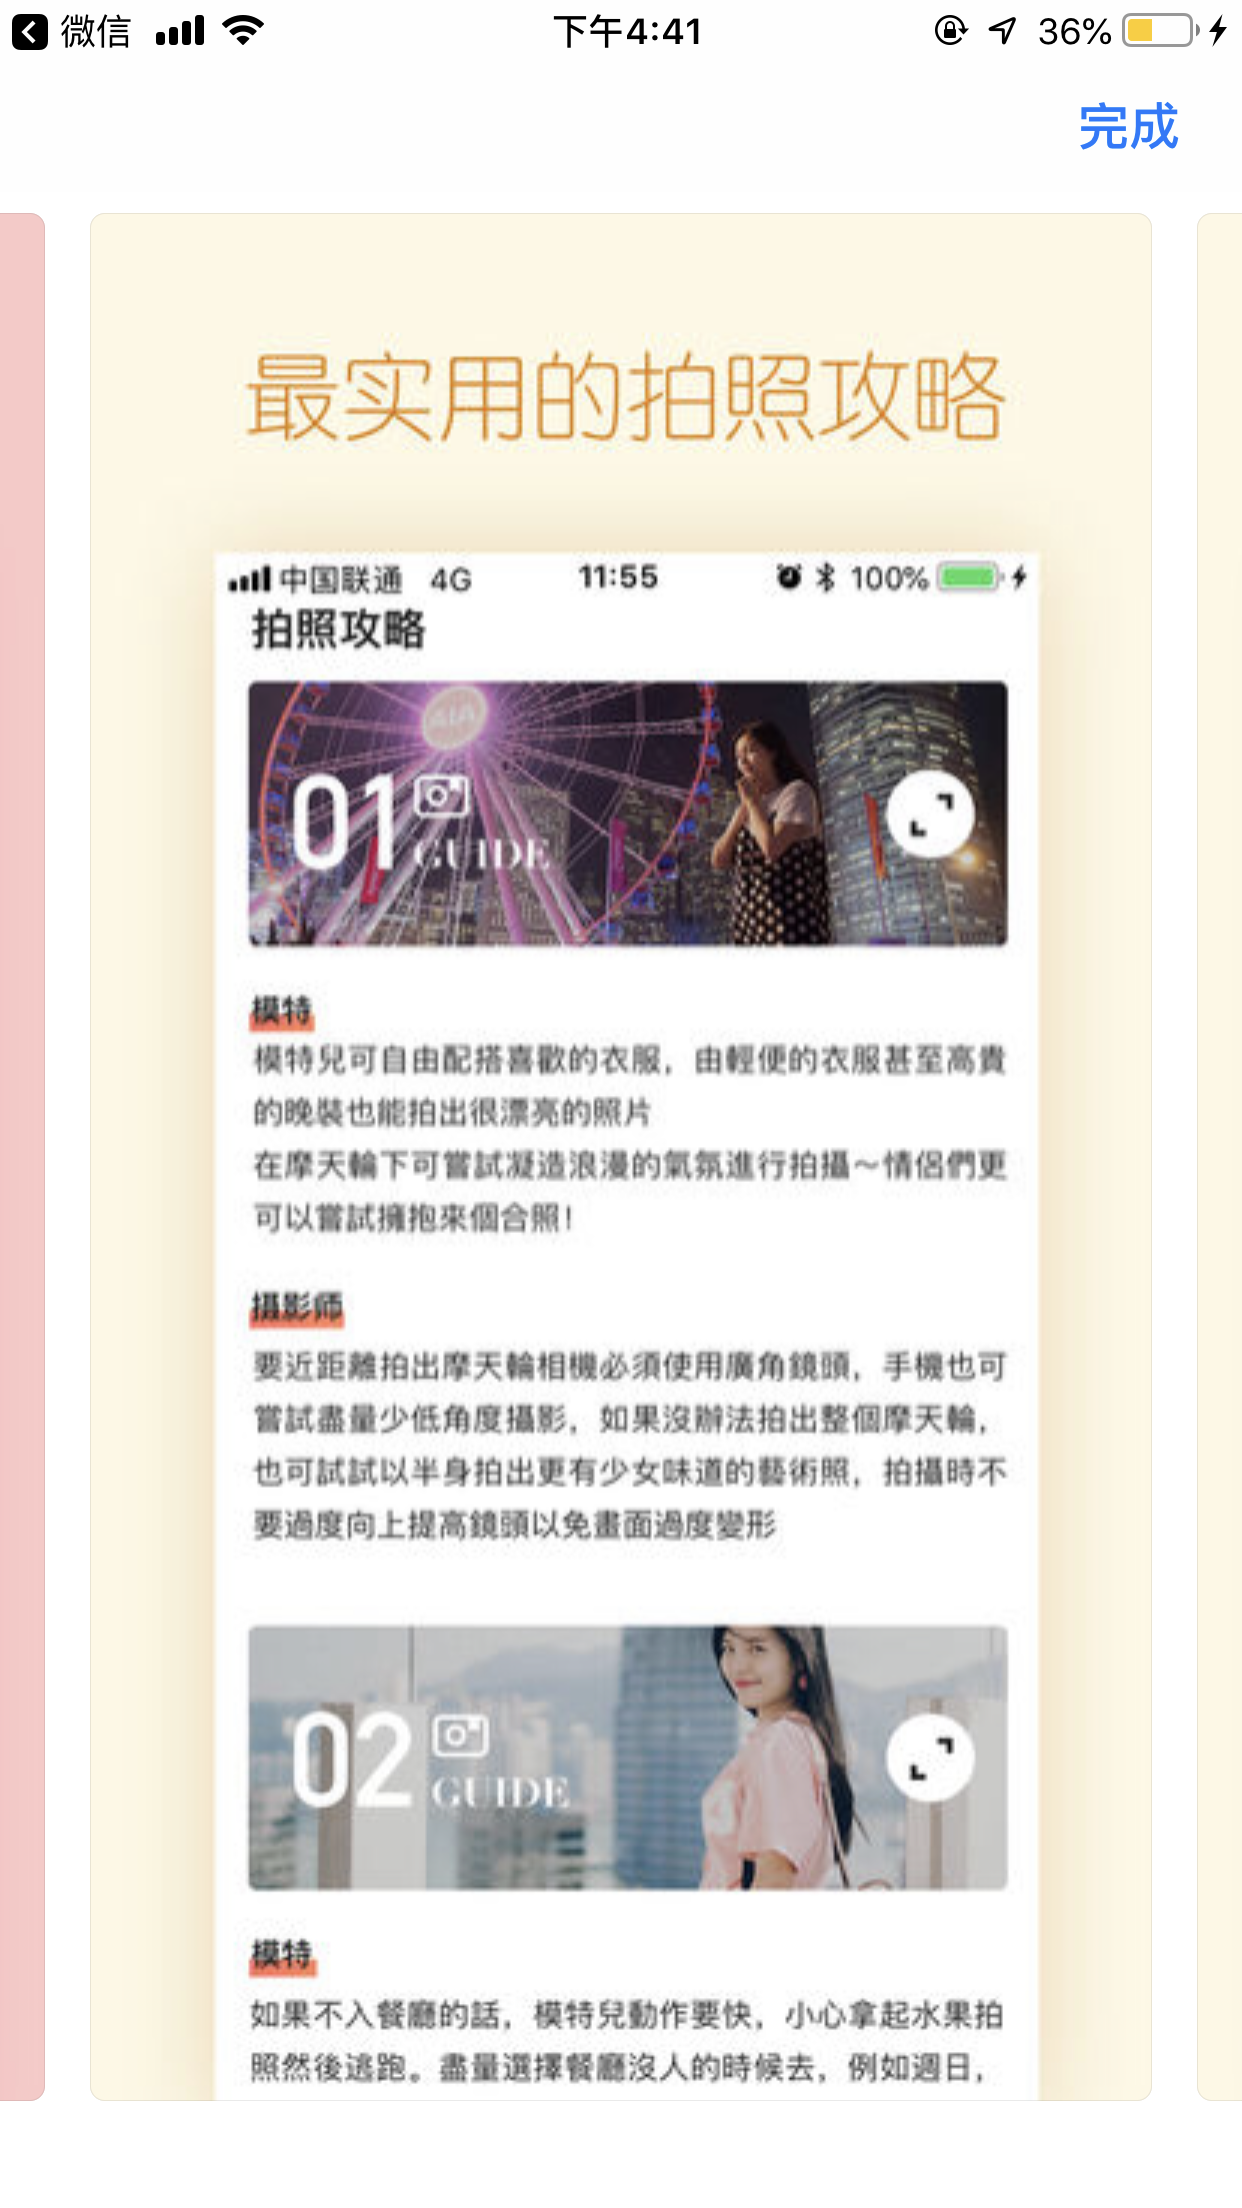 微信
下午4:41
36%
完成
最实用的拍照攻略
中国联通 4G
11:55
100%
拍照攻略
AIA
01
GUIDE
模特
模特兒可自由配搭喜歡的衣服，由輕便的衣服甚至高貴
的晚裝也能拍出很漂亮的照片
在摩天輪下可嘗試凝造浪漫的氣氛進行拍攝～情侶們更
可以嘗試擁抱來個合照！
攝影师
要近距離拍出摩天輪相機必須使用廣角鏡頭，手機也可
嘗試盡量少低角度攝影，如果沒辦法拍出整個摩天輪，
也可試試以半身拍出更有少女味道的藝術照，拍攝時不
要過度向上提高鏡頭以免畫面過度變形
02
GUIDE
模特
如果不入餐廳的話，模特兒動作要快，小心拿起水果拍
照然後逃跑。盡量選擇餐廳沒人的時候去，例如週日，